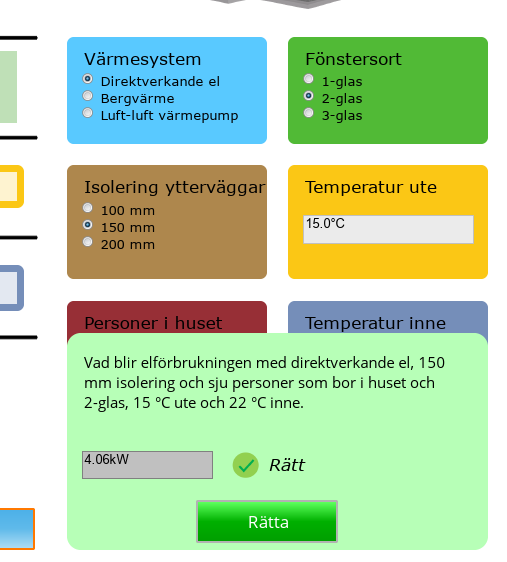 Värmesystem
Direktverkande el
Bergvärme
Luft-luft värmepump
Fönstersort
1-glas
2-glas
3-glas
Isolering ytterväggar
100 mm
150 mm
200 mm
Temperatur ute
15.0°C
Personer i huset
Temperatur inne
Vad blir elförbrukningen med direktverkande el, 150
mm isolering och sju personer som bor i huset och
2-glas, 15 °C ute och 22 °C inne.
4.06kW
Rätt
Rätta